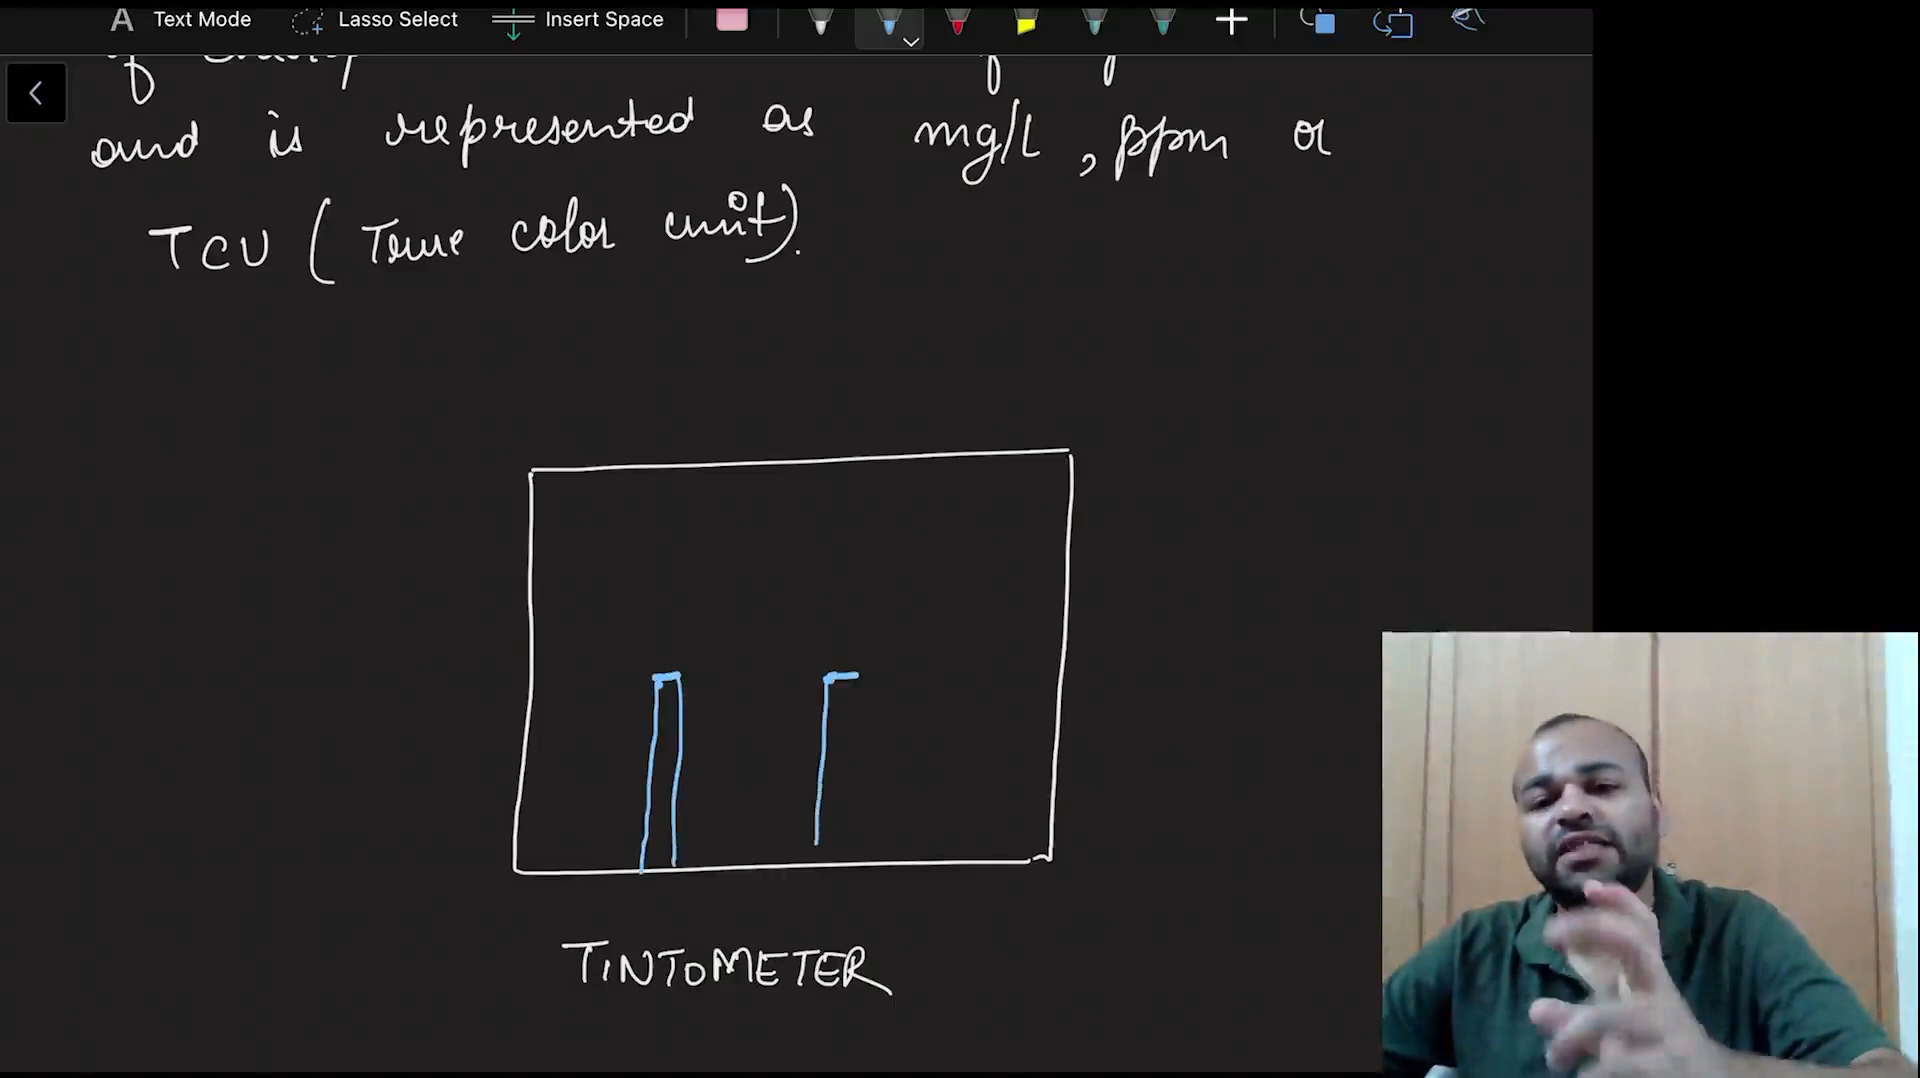 A Text Mode Lasso Select Insert Space
and is represented as mg/L, ppm or
TCU (True color unit).
TINTOMETER